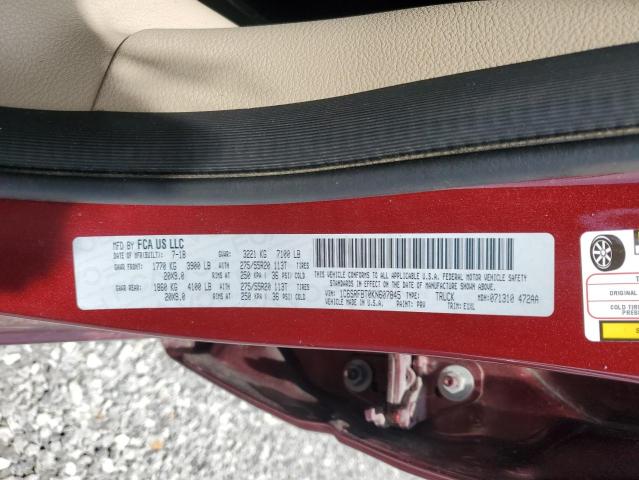 MFD BY FCA US LLC
DATE OF MFR(BUILT): 7-18 GVWR: 3221 KG 7100 LB
GAWR FRONT: 1770 KG 3900 LB WITH 275/55R20 113T TIRES
20X9.0 RIMS AT 250 KPA / 36 PSI COLD
GAWR REAR: 1860 KG 4100 LB WITH 275/55R20 113T TIRES
20X9.0 RIMS AT 250 KPA / 36 PSI COLD
THIS VEHICLE CONFORMS TO ALL APPLICABLE U.S.A. FEDERAL MOTOR VEHICLE SAFETY
STANDARDS IN EFFECT ON THE DATE OF MANUFACTURE SHOWN ABOVE.
VIN: 1C6SRFBT0KN607845 TYPE: TRUCK MDH: 071310 472AA
VEHICLE MADE IN U.S.A. PAINT: PRV TRIM:
ORIGINAL
COLD TIRE